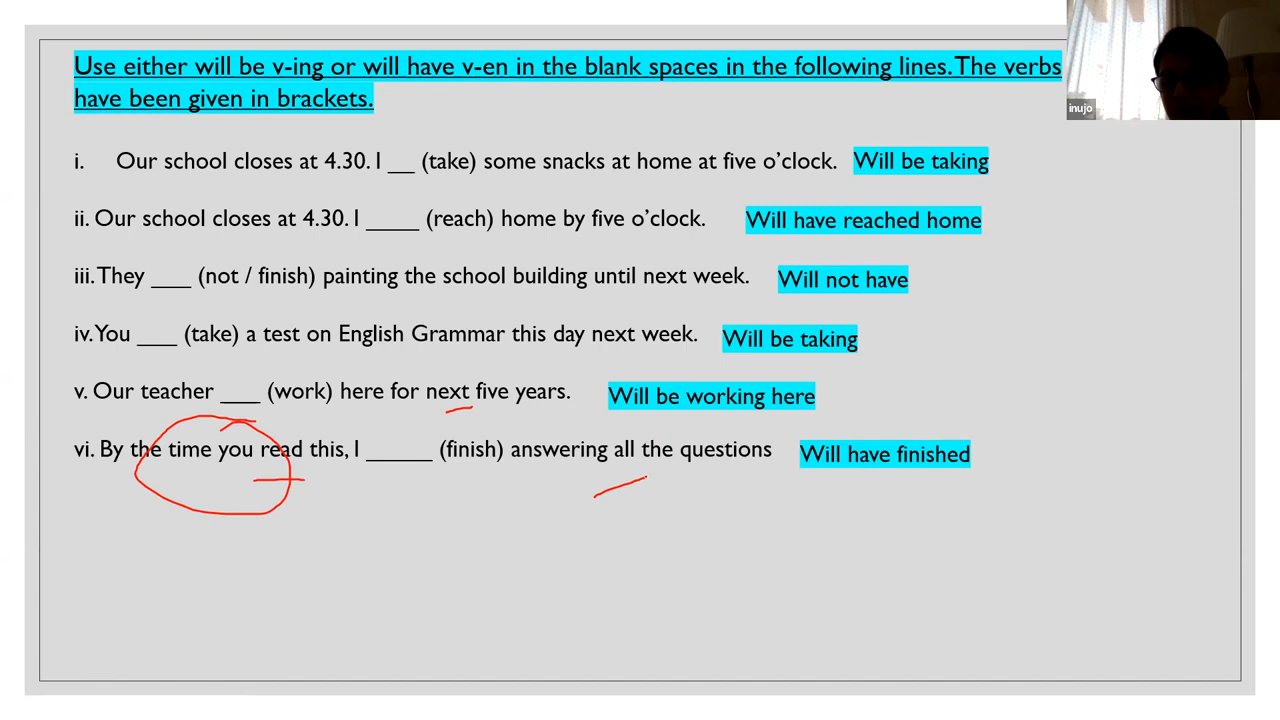 Use either will be v-ing or will have v-en in the blank spaces in the following lines. The verbs
have been given in brackets.
inujo
i. Our school closes at 4.30. I __ (take) some snacks at home at five o’clock. Will be taking
ii. Our school closes at 4.30. I ____ (reach) home by five o’clock. Will have reached home
iii. They ___ (not / finish) painting the school building until next week. Will not have
iv. You ___ (take) a test on English Grammar this day next week. Will be taking
v. Our teacher ___ (work) here for next five years. Will be working here
vi. By the time you read this, I _____ (finish) answering all the questions Will have finished